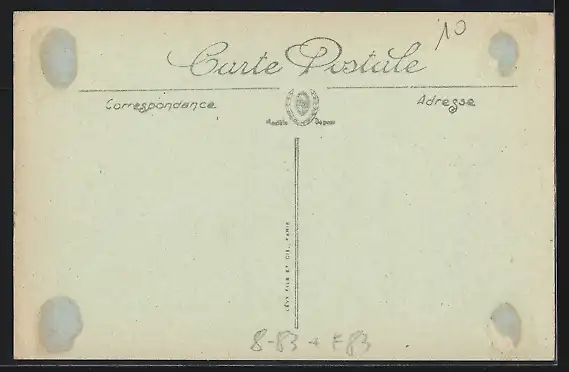 10
Carte Postale
Correspondance
Adresse
Modèle Déposé
LÉVY FILS ET CIE, PARIS
8-83 + F83